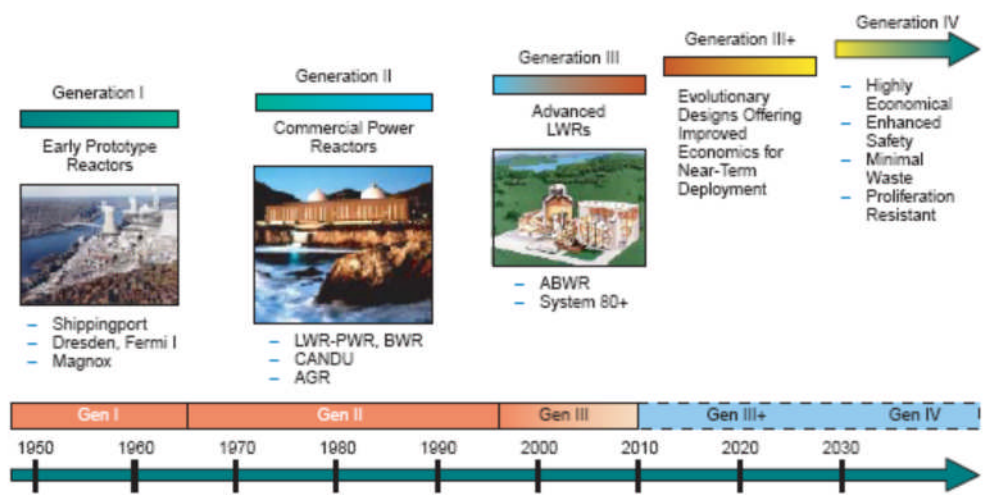 Generation I
Early Prototype
Reactors
– Shippingport
– Dresden, Fermi I
– Magnox
Generation II
Commercial Power
Reactors
– LWR-PWR, BWR
– CANDU
– AGR
Generation III
Advanced
LWRs
– ABWR
– System 80+
Generation III+
Evolutionary
Designs Offering
Improved
Economics for
Near-Term
Deployment
Generation IV
– Highly
Economical
– Enhanced
Safety
– Minimal
Waste
– Proliferation
Resistant
Gen I Gen II Gen III Gen III+ Gen IV
1950 1960 1970 1980 1990 2000 2010 2020 2030